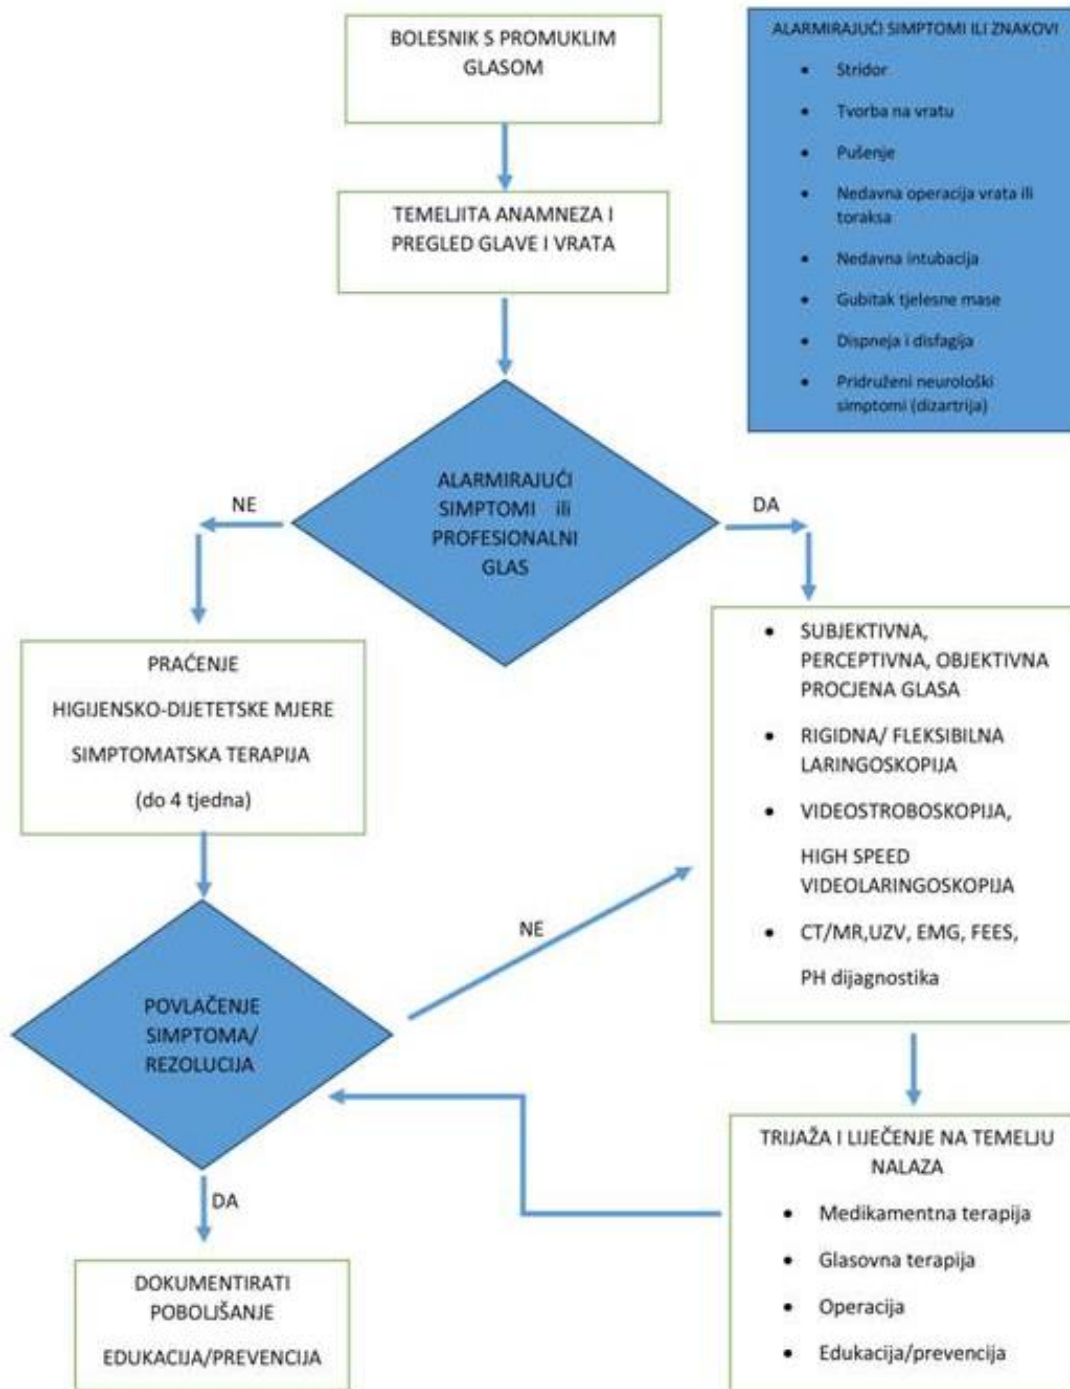 BOLESNIK S PROMUKLIM
GLASOM
ALARMIRAJUĆI SIMPTOMI ILI ZNAKOVI
• Stridor
• Tvorba na vratu
• Pušenje
• Nedavna operacija vrata ili
toraksa
• Nedavna intubacija
• Gubitak tjelesne mase
• Dispneja i disfagija
• Pridruženi neurološki
simptomi (dizartrija)
TEMELJITA ANAMNEZA I
PREGLED GLAVE I VRATA
ALARMIRAJUĆI
SIMPTOMI ili
PROFESIONALNI
GLAS
NE
DA
PRAĆENJE
HIGIJENSKO-DIJETETSKE MJERE
SIMPTOMATSKA TERAPIJA
(do 4 tjedna)
• SUBJEKTIVNA,
PERCEPTIVNA, OBJEKTIVNA
PROCJENA GLASA
• RIGIDNA/ FLEKSIBILNA
LARINGOSKOPIJA
• VIDEOSTROBOSKOPIJA,
HIGH SPEED
VIDEOLARINGOSKOPIJA
• CT/MR,UZV, EMG, FEES,
PH dijagnostika
POVLAČENJE
SIMPTOMA/
REZOLUCIJA
NE
DA
TRIJAŽA I LIJEČENJE NA TEMELJU
NALAZA
• Medikamentna terapija
• Glasovna terapija
• Operacija
• Edukacija/prevencija
DOKUMENTIRATI
POBOLJŠANJE
EDUKACIJA/PREVENCIJA